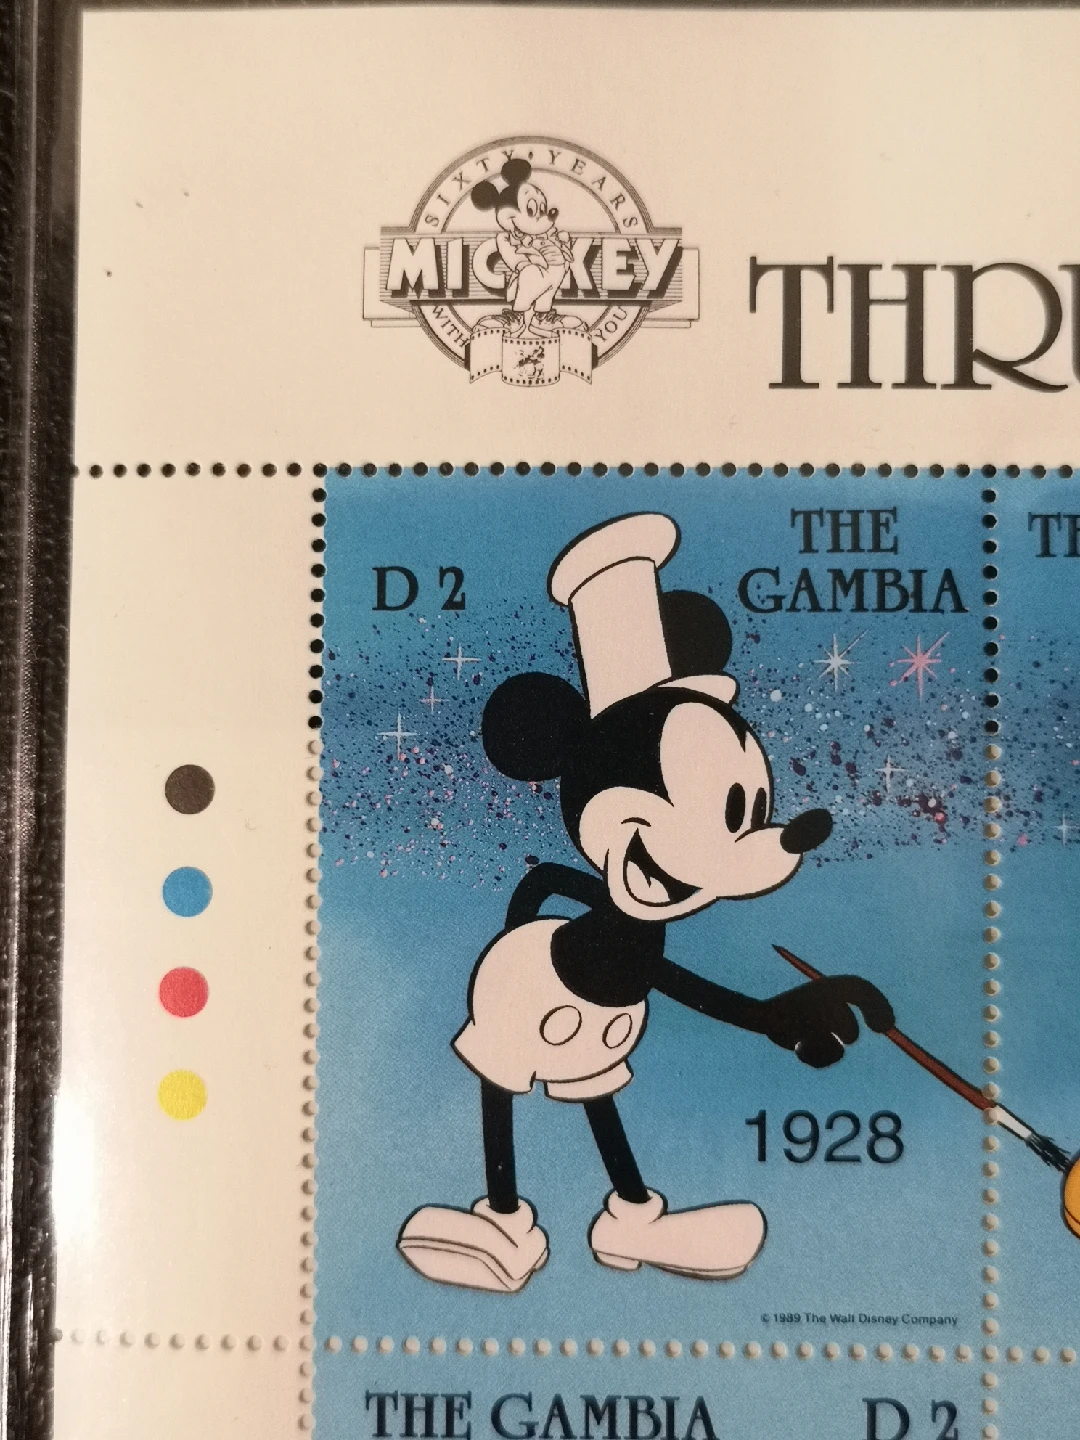 SIXTY YEARS
MICKEY
WITH YOU
D 2
THE
GAMBIA
1928
© 1989 The Walt Disney Company
THE GAMBIA
D 2